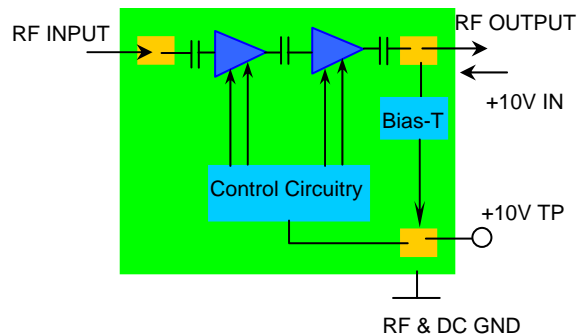 RF INPUT
RF OUTPUT
+10V IN
Bias-T
Control Circuitry
+10V TP
RF & DC GND